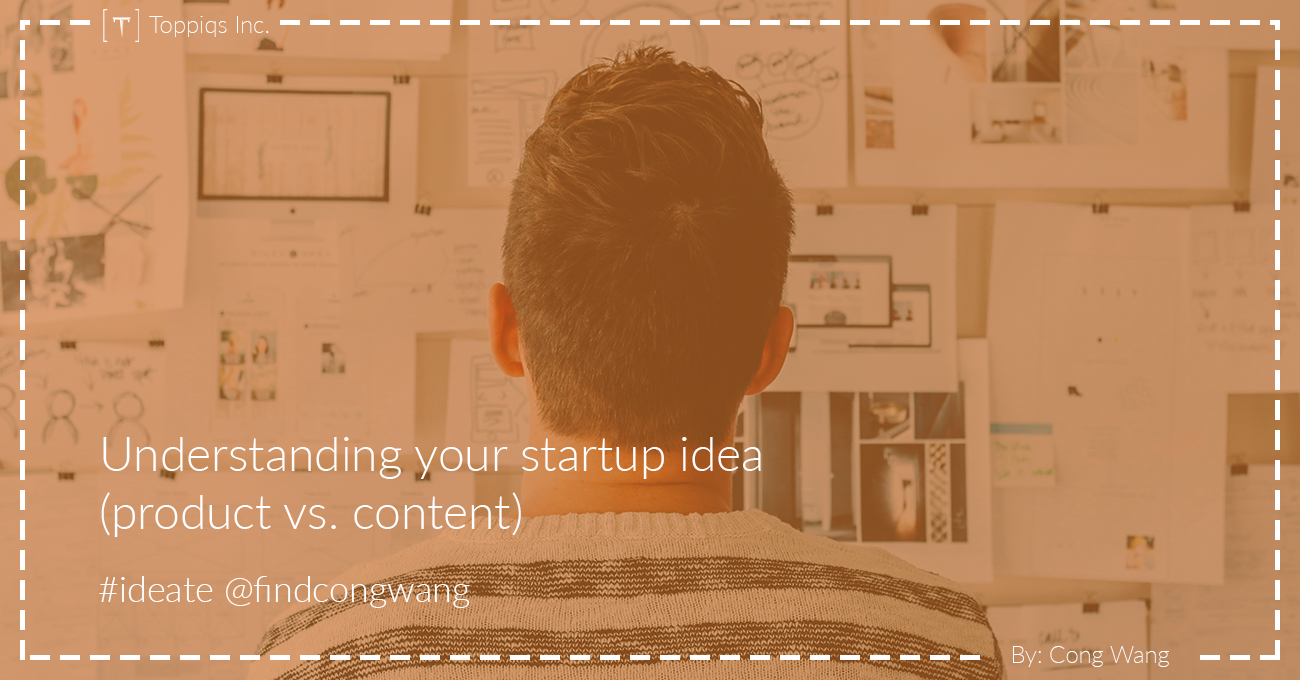 [T] Toppiqs Inc.
Understanding your startup idea
(product vs. content)
#ideate @findcongwang
By: Cong Wang